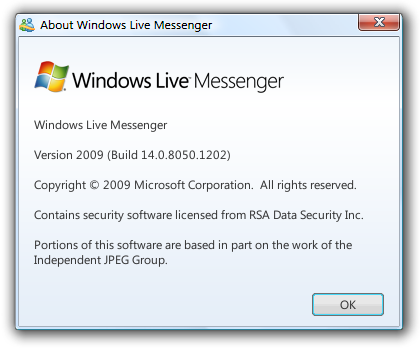 About Windows Live Messenger
Windows Live™ Messenger
Windows Live Messenger
Version 2009 (Build 14.0.8050.1202)
Copyright © 2009 Microsoft Corporation.  All rights reserved.
Contains security software licensed from RSA Data Security Inc.
Portions of this software are based in part on the work of the
Independent JPEG Group.
OK